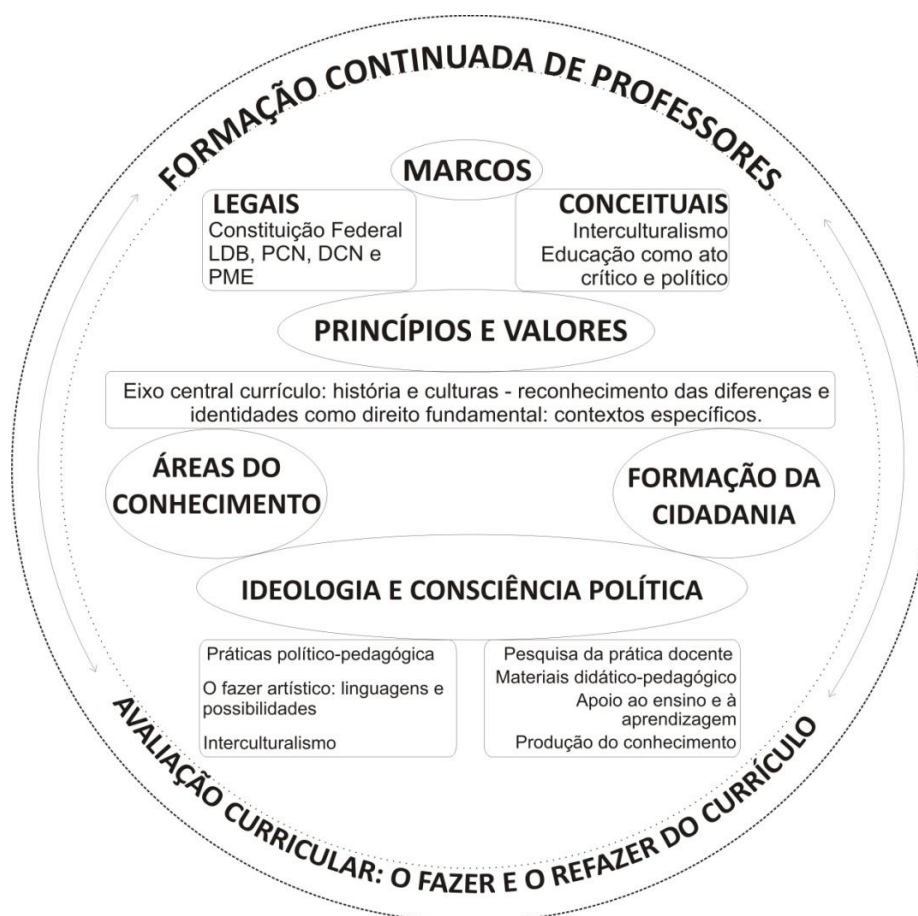 FORMAÇÃO CONTINUADA DE PROFESSORES
MARCOS
LEGAIS
Constituição Federal
LDB, PCN, DCN e
PME
CONCEITUAIS
Interculturalismo
Educação como ato
crítico e político
PRINCÍPIOS E VALORES
Eixo central currículo: história e culturas - reconhecimento das diferenças e
identidades como direito fundamental: contextos específicos.
ÁREAS DO
CONHECIMENTO
FORMAÇÃO DA
CIDADANIA
IDEOLOGIA E CONSCIÊNCIA POLÍTICA
Práticas político-pedagógica
O fazer artístico: linguagens e
possibilidades
Interculturalismo
Pesquisa da prática docente
Materiais didático-pedagógico
Apoio ao ensino e à
aprendizagem
Produção do conhecimento
AVALIAÇÃO CURRICULAR: O FAZER E O REFAZER DO CURRÍCULO